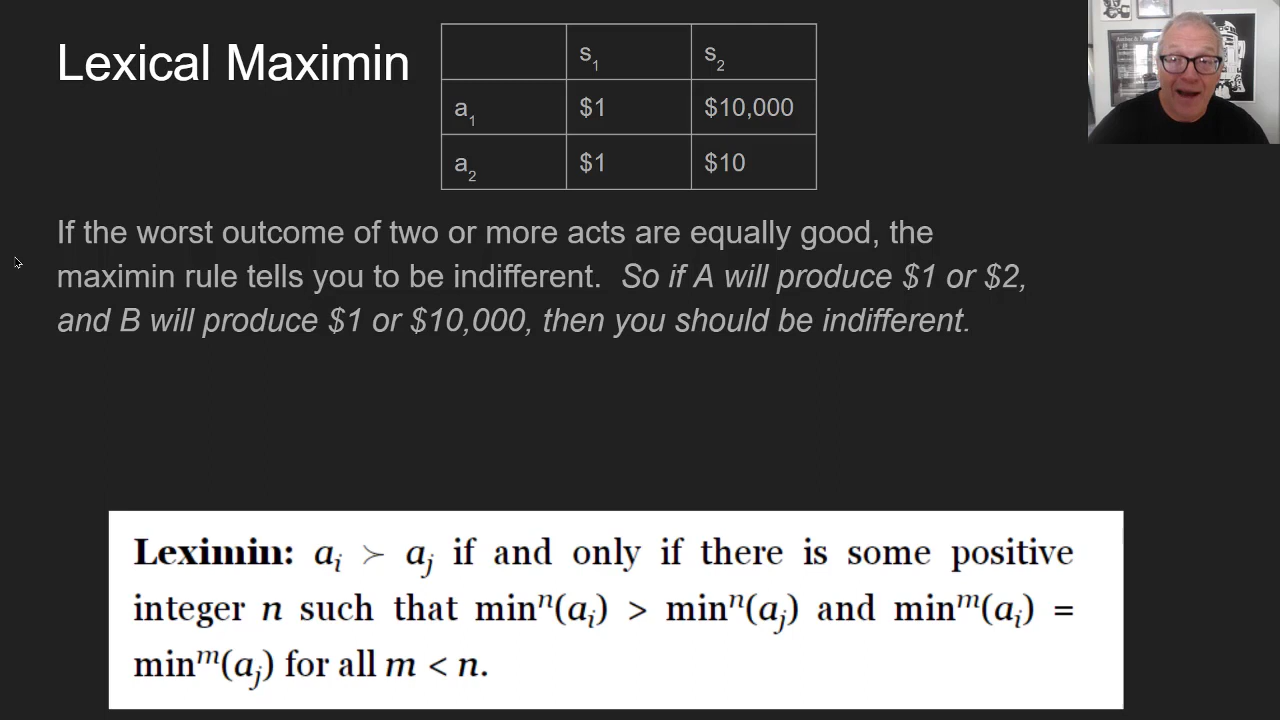 Lexical Maximin
s₁ s₂
a₁ $1 $10,000
a₂ $1 $10
If the worst outcome of two or more acts are equally good, the
maximin rule tells you to be indifferent. So if A will produce $1 or $2,
and B will produce $1 or $10,000, then you should be indifferent.
Leximin: aᵢ ≻ aⱼ if and only if there is some positive
integer n such that minⁿ(aᵢ) > minⁿ(aⱼ) and minᵐ(aᵢ) =
minᵐ(aⱼ) for all m < n.